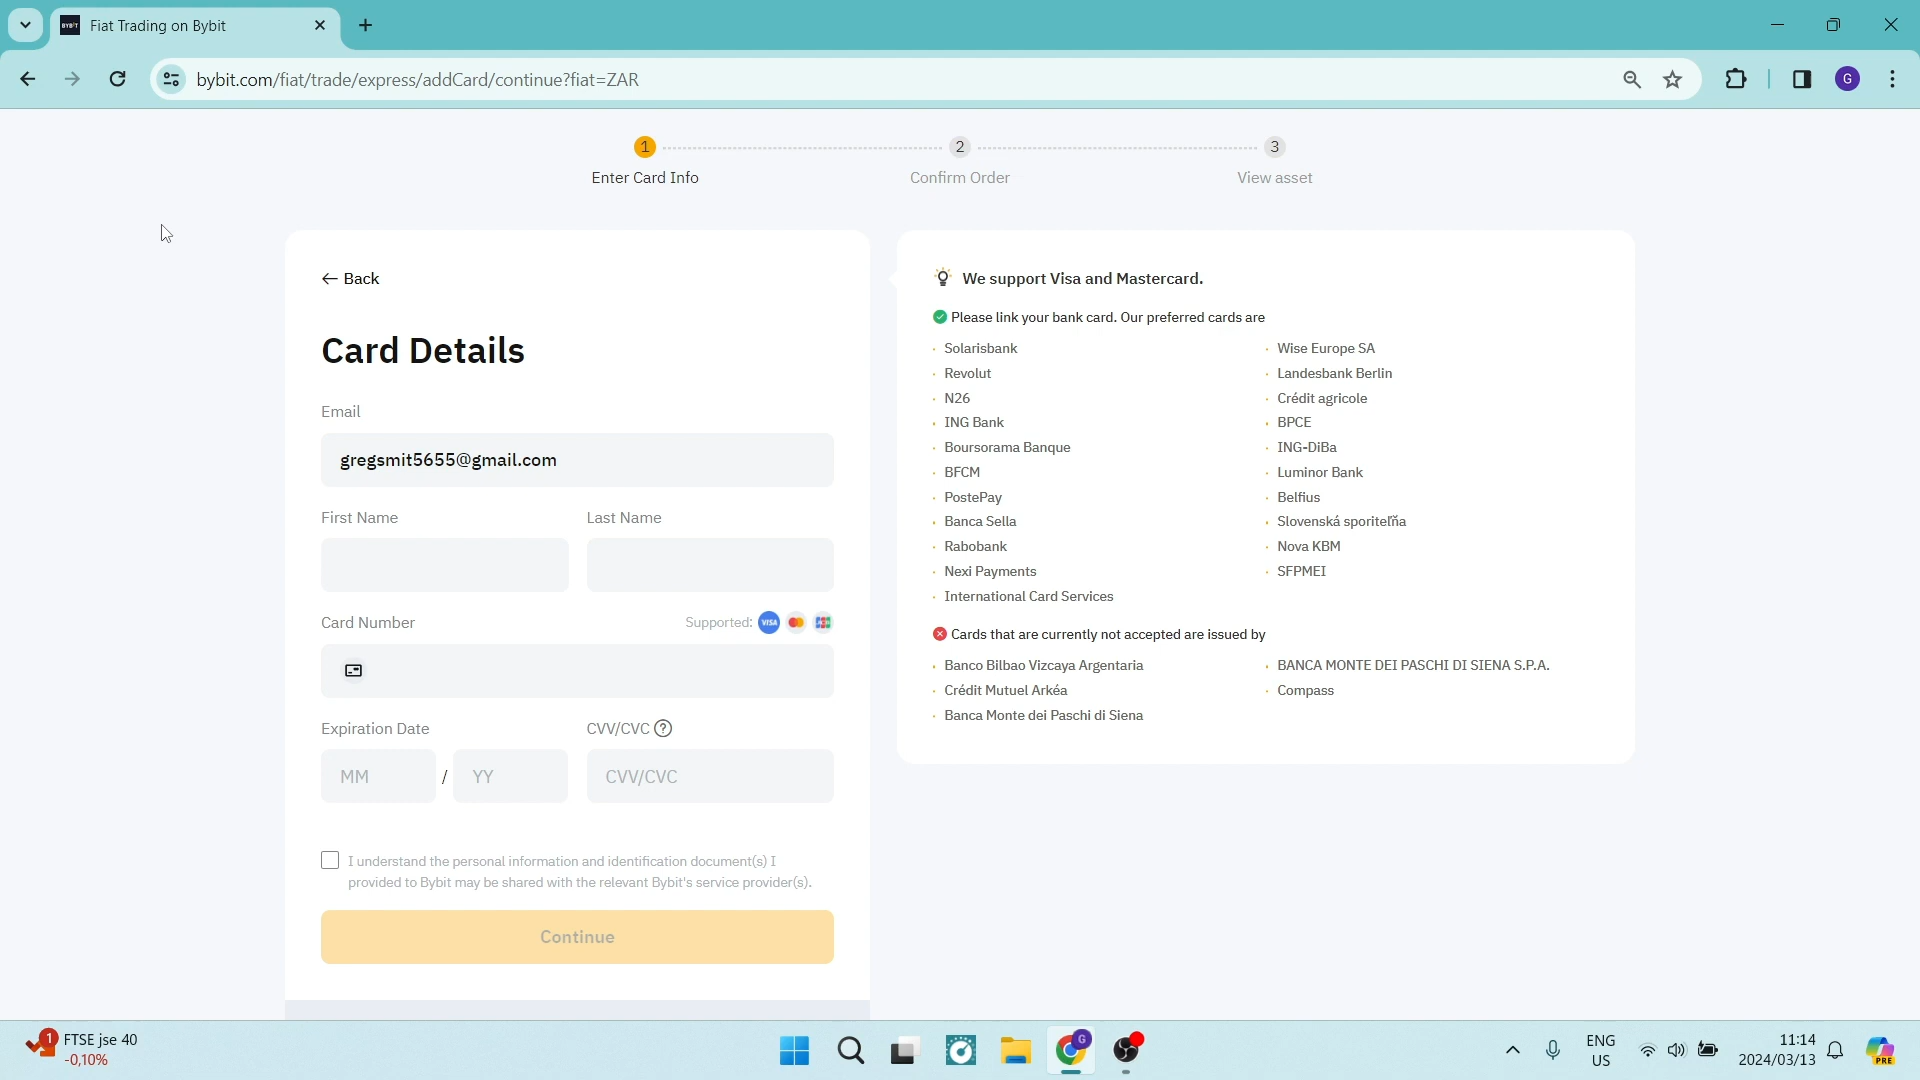 BYBIT Fiat Trading on Bybit
bybit.com/fiat/trade/express/addCard/continue?fiat=ZAR
G
1 2 3
Enter Card Info Confirm Order View asset
← Back
Card Details
Email
gregsmit5655@gmail.com
First Name Last Name
Card Number Supported: VISA JCB
Expiration Date CVV/CVC ?
MM / YY CVV/CVC
I understand the personal information and identification document(s) I
provided to Bybit may be shared with the relevant Bybit's service provider(s).
Continue
We support Visa and Mastercard.
Please link your bank card. Our preferred cards are
· Solarisbank · Wise Europe SA
· Revolut · Landesbank Berlin
· N26 · Crédit agricole
· ING Bank · BPCE
· Boursorama Banque · ING-DiBa
· BFCM · Luminor Bank
· PostePay · Belfius
· Banca Sella · Slovenská sporiteľňa
· Rabobank · Nova KBM
· Nexi Payments · SFPMEI
· International Card Services
Cards that are currently not accepted are issued by
· Banco Bilbao Vizcaya Argentaria · BANCA MONTE DEI PASCHI DI SIENA S.P.A.
· Crédit Mutuel Arkéa · Compass
· Banca Monte dei Paschi di Siena
1 FTSE jse 40
-0,10%
G
ENG
US
11:14
2024/03/13
PRE